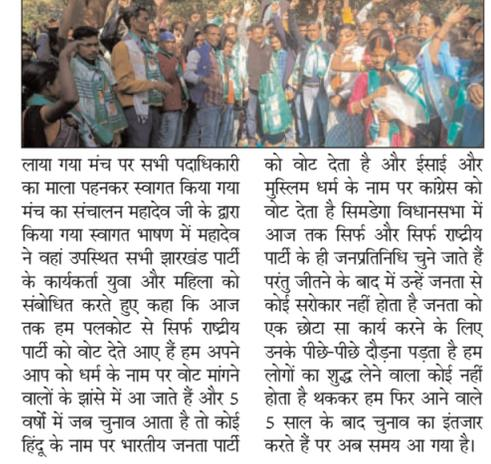 लाया गया मंच पर सभी पदाधिकारी
का माला पहनकर स्वागत किया गया
मंच का संचालन महादेव जी के द्वारा
किया गया स्वागत भाषण में महादेव
ने वहां उपस्थित सभी झारखंड पार्टी
के कार्यकर्ता युवा और महिला को
संबोधित करते हुए कहा कि आज
तक हम पलकोट से सिर्फ राष्ट्रीय
पार्टी को वोट देते आए हैं हम अपने
आप को धर्म के नाम पर वोट मांगने
वालों के झांसे में आ जाते हैं और 5
वर्षों में जब चुनाव आता है तो कोई
हिंदू के नाम पर भारतीय जनता पार्टी
को वोट देता है और ईसाई और
मुस्लिम धर्म के नाम पर कांग्रेस को
वोट देता है सिमडेगा विधानसभा में
आज तक सिर्फ और सिर्फ राष्ट्रीय
पार्टी के ही जनप्रतिनिधि चुने जाते हैं
परंतु जीतने के बाद में उन्हें जनता से
कोई सरोकार नहीं होता है जनता को
एक छोटा सा कार्य करने के लिए
उनके पीछे-पीछे दौड़ना पड़ता है हम
लोगों का शुद्ध लेने वाला कोई नहीं
होता है थककर हम फिर आने वाले
5 साल के बाद चुनाव का इंतजार
करते हैं पर अब समय आ गया है।